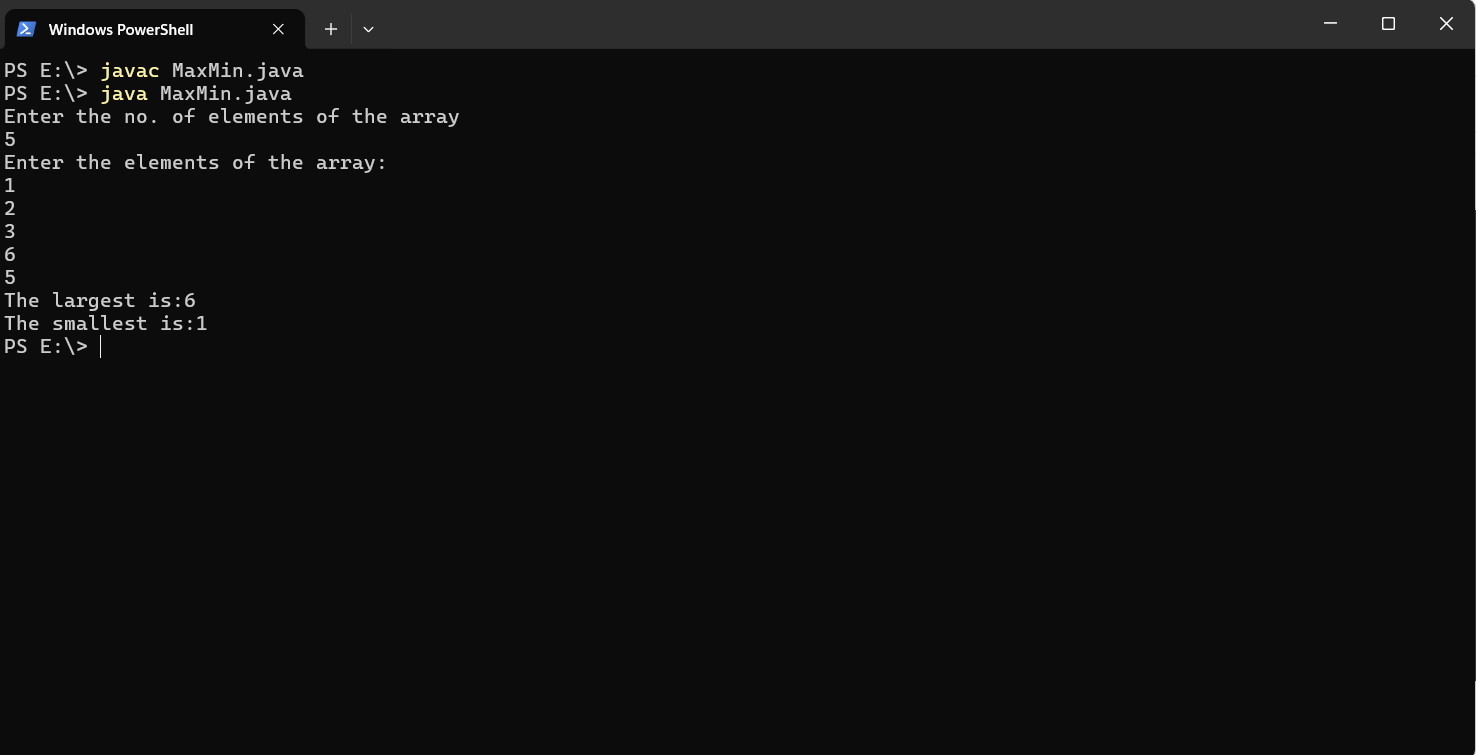 Windows PowerShell
PS E:\> javac MaxMin.java
PS E:\> java MaxMin.java
Enter the no. of elements of the array
5
Enter the elements of the array:
1
2
3
6
5
The largest is:6
The smallest is:1
PS E:\>